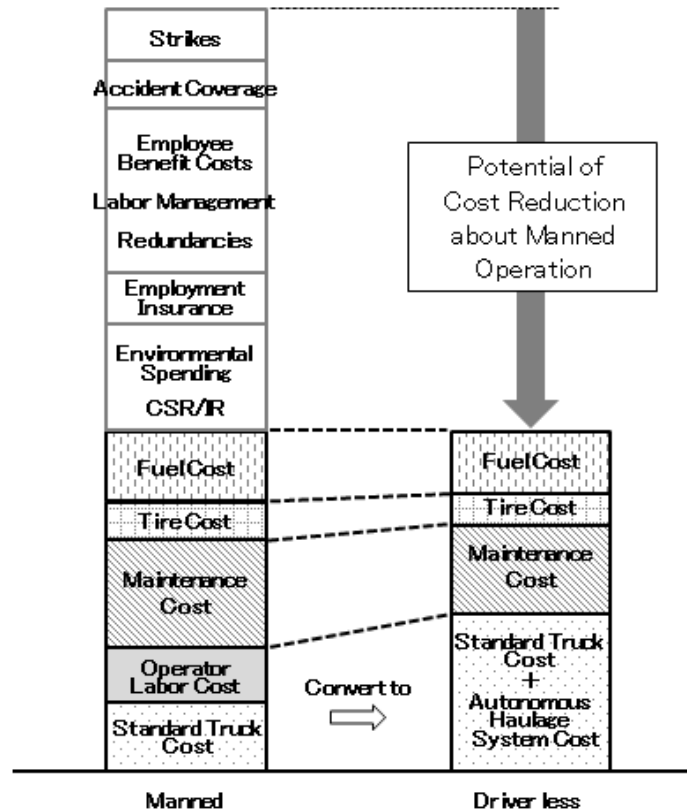 Strikes
Accident Coverage
Employee
Benefit Costs
Labor Management
Redundancies
Employment
Insurance
Environmental
Spending
CSR/IR
Fuel Cost
Tire Cost
Maintenance
Cost
Operator
Labor Cost
Standard Truck
Cost
Manned
Convert to
Potential of
Cost Reduction
about Manned
Operation
Fuel Cost
Tire Cost
Maintenance
Cost
Standard Truck
Cost
+
Autonomous
Haulage
System Cost
Driver less